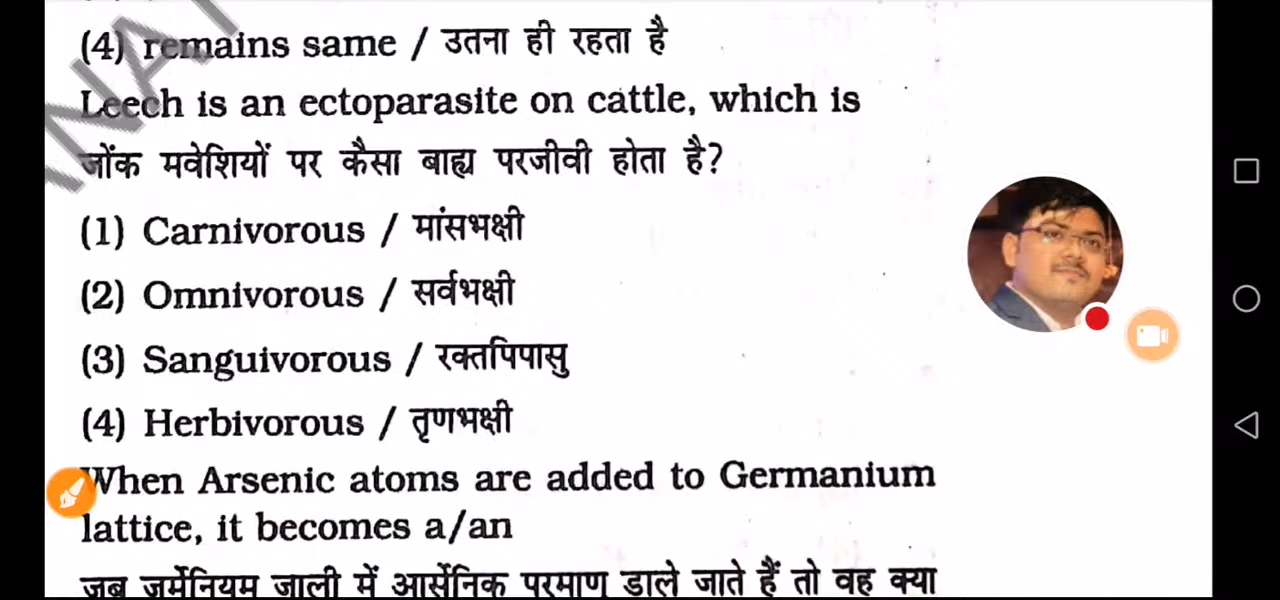 (4) remains same / उतना ही रहता है
Leech is an ectoparasite on cattle, which is
जोंक मवेशियों पर कैसा बाह्य परजीवी होता है?
(1) Carnivorous / मांसभक्षी
(2) Omnivorous / सर्वभक्षी
(3) Sanguivorous / रक्तपिपासु
(4) Herbivorous / तृणभक्षी
When Arsenic atoms are added to Germanium
lattice, it becomes a/an
जब जर्मेनियम जाली में आर्सेनिक परमाणु डाले जाते हैं तो वह क्या